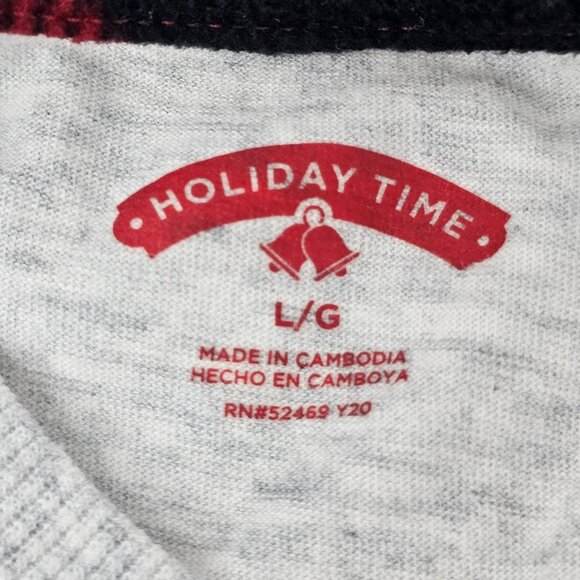 • HOLIDAY TIME •
L/G
MADE IN CAMBODIA
HECHO EN CAMBOYA
RN#52469 Y20